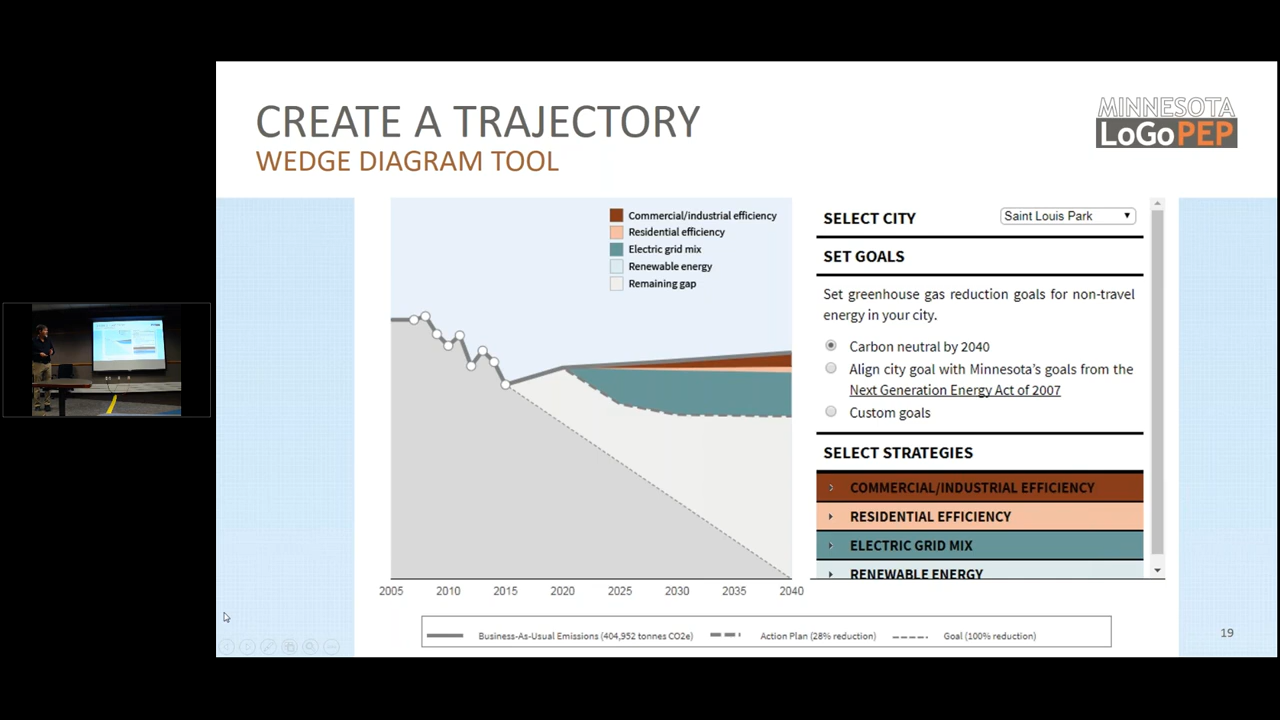 CREATE A TRAJECTORY
WEDGE DIAGRAM TOOL
MINNESOTA
LoGoPEP
Commercial/industrial efficiency
Residential efficiency
Electric grid mix
Renewable energy
Remaining gap
2005 2010 2015 2020 2025 2030 2035 2040
Business-As-Usual Emissions (404,952 tonnes CO2e) Action Plan (28% reduction) Goal (100% reduction)
SELECT CITY Saint Louis Park
SET GOALS
Set greenhouse gas reduction goals for non-travel
energy in your city.
Carbon neutral by 2040
Align city goal with Minnesota's goals from the
Next Generation Energy Act of 2007
Custom goals
SELECT STRATEGIES
COMMERCIAL/INDUSTRIAL EFFICIENCY
RESIDENTIAL EFFICIENCY
ELECTRIC GRID MIX
RENEWABLE ENERGY
19